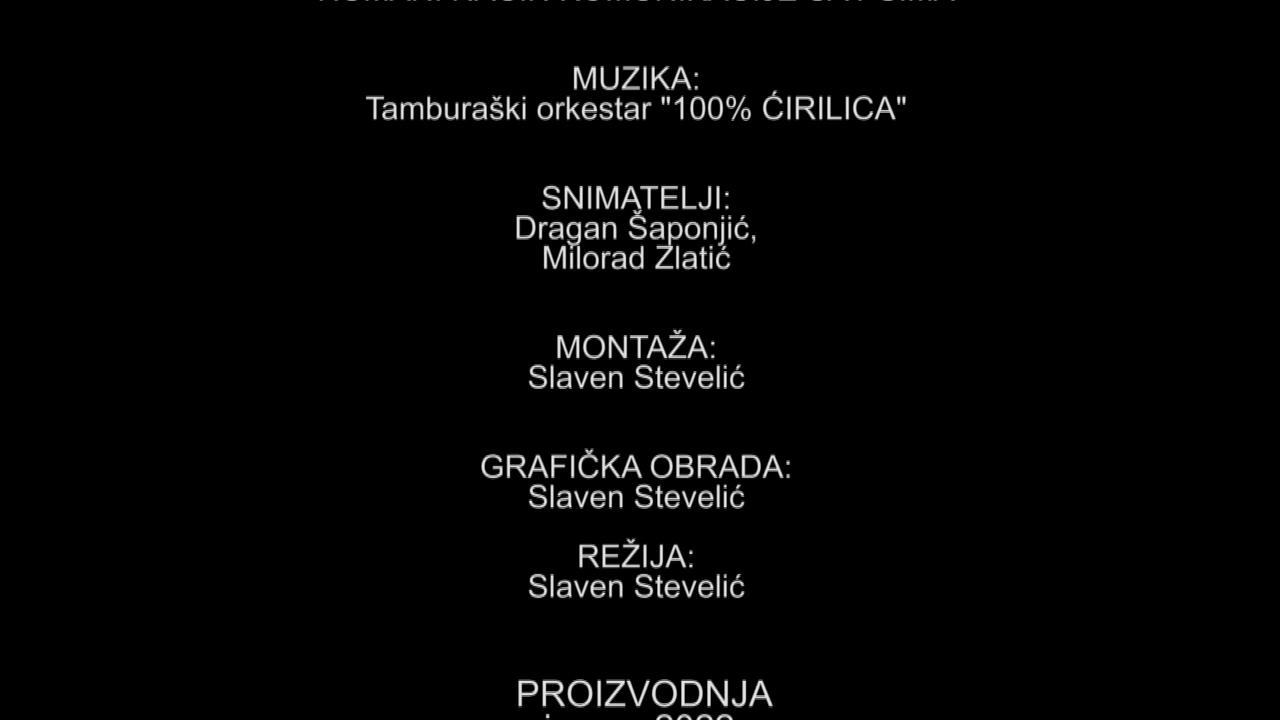 MUZIKA:
Tamburaški orkestar "100% ĆIRILICA"
SNIMATELJI:
Dragan Šaponjić,
Milorad Zlatić
MONTAŽA:
Slaven Stevelić
GRAFIČKA OBRADA:
Slaven Stevelić
REŽIJA:
Slaven Stevelić
PROIZVODNJA